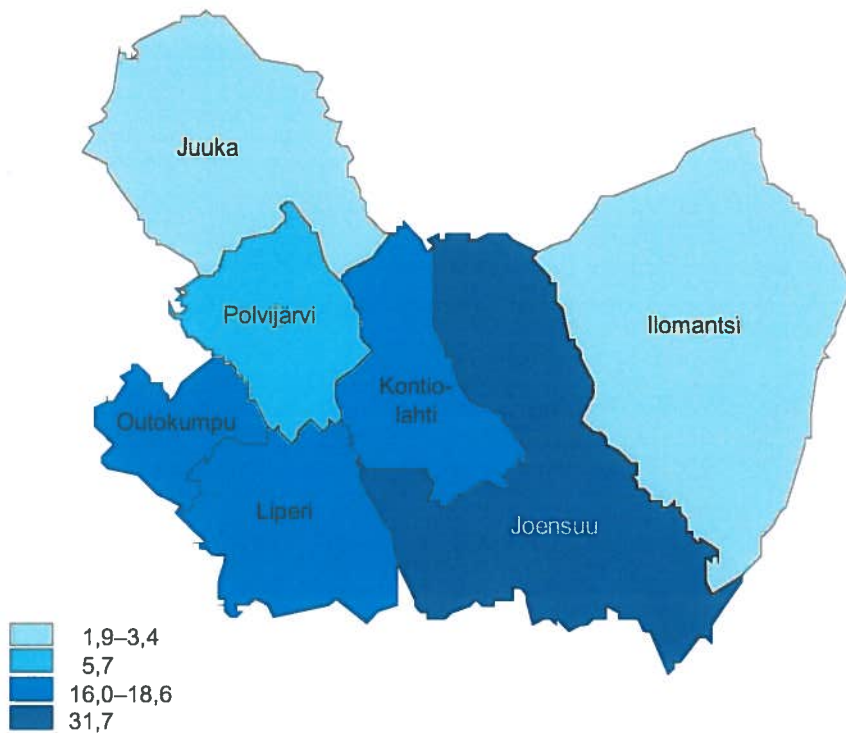 Juuka
Ilomantsi
Polvijärvi
Kontio-
lahti
Outokumpu
Liperi
Joensuu
1,9–3,4
5,7
16,0–18,6
31,7